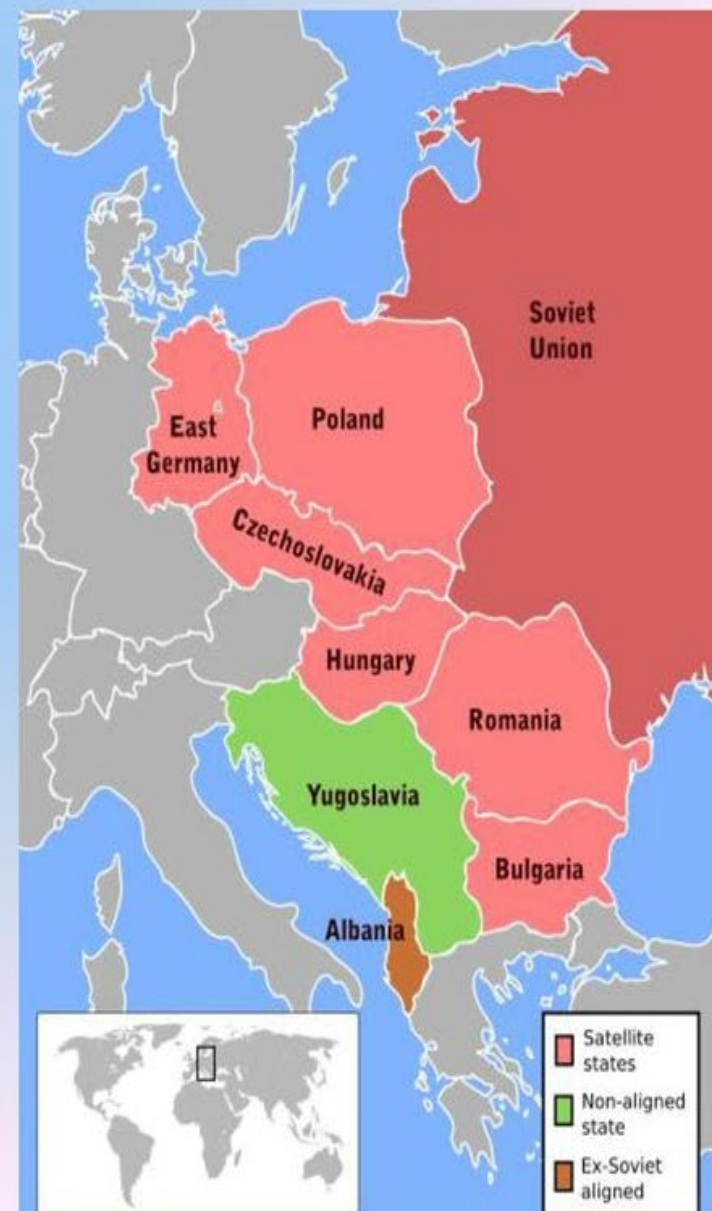 Soviet
Union
Poland
East
Germany
Czechoslovakia
Hungary
Romania
Yugoslavia
Bulgaria
Albania
Satellite
states
Non-aligned
state
Ex-Soviet
aligned